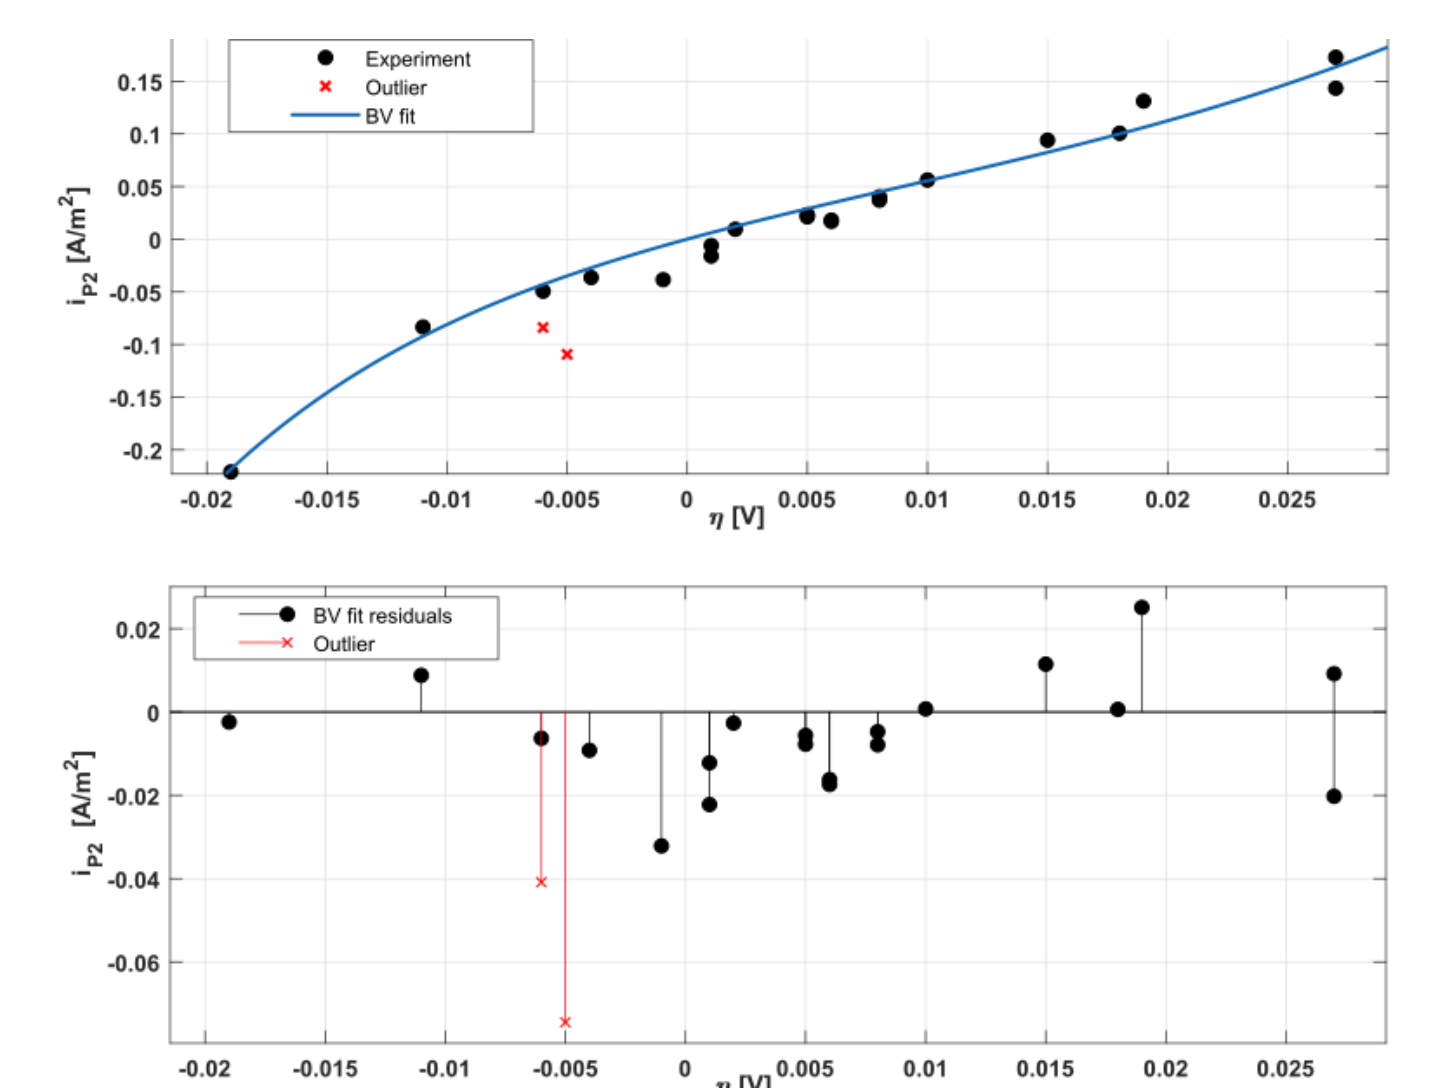 Experiment
Outlier
BV fit
0.15
0.1
0.05
0
-0.05
-0.1
-0.15
-0.2
i_P2 [A/m²]
-0.02 -0.015 -0.01 -0.005 0 0.005 0.01 0.015 0.02 0.025
η [V]
BV fit residuals
Outlier
0.02
0
-0.02
-0.04
-0.06
i_P2 [A/m²]
-0.02 -0.015 -0.01 -0.005 0 0.005 0.01 0.015 0.02 0.025
η [V]